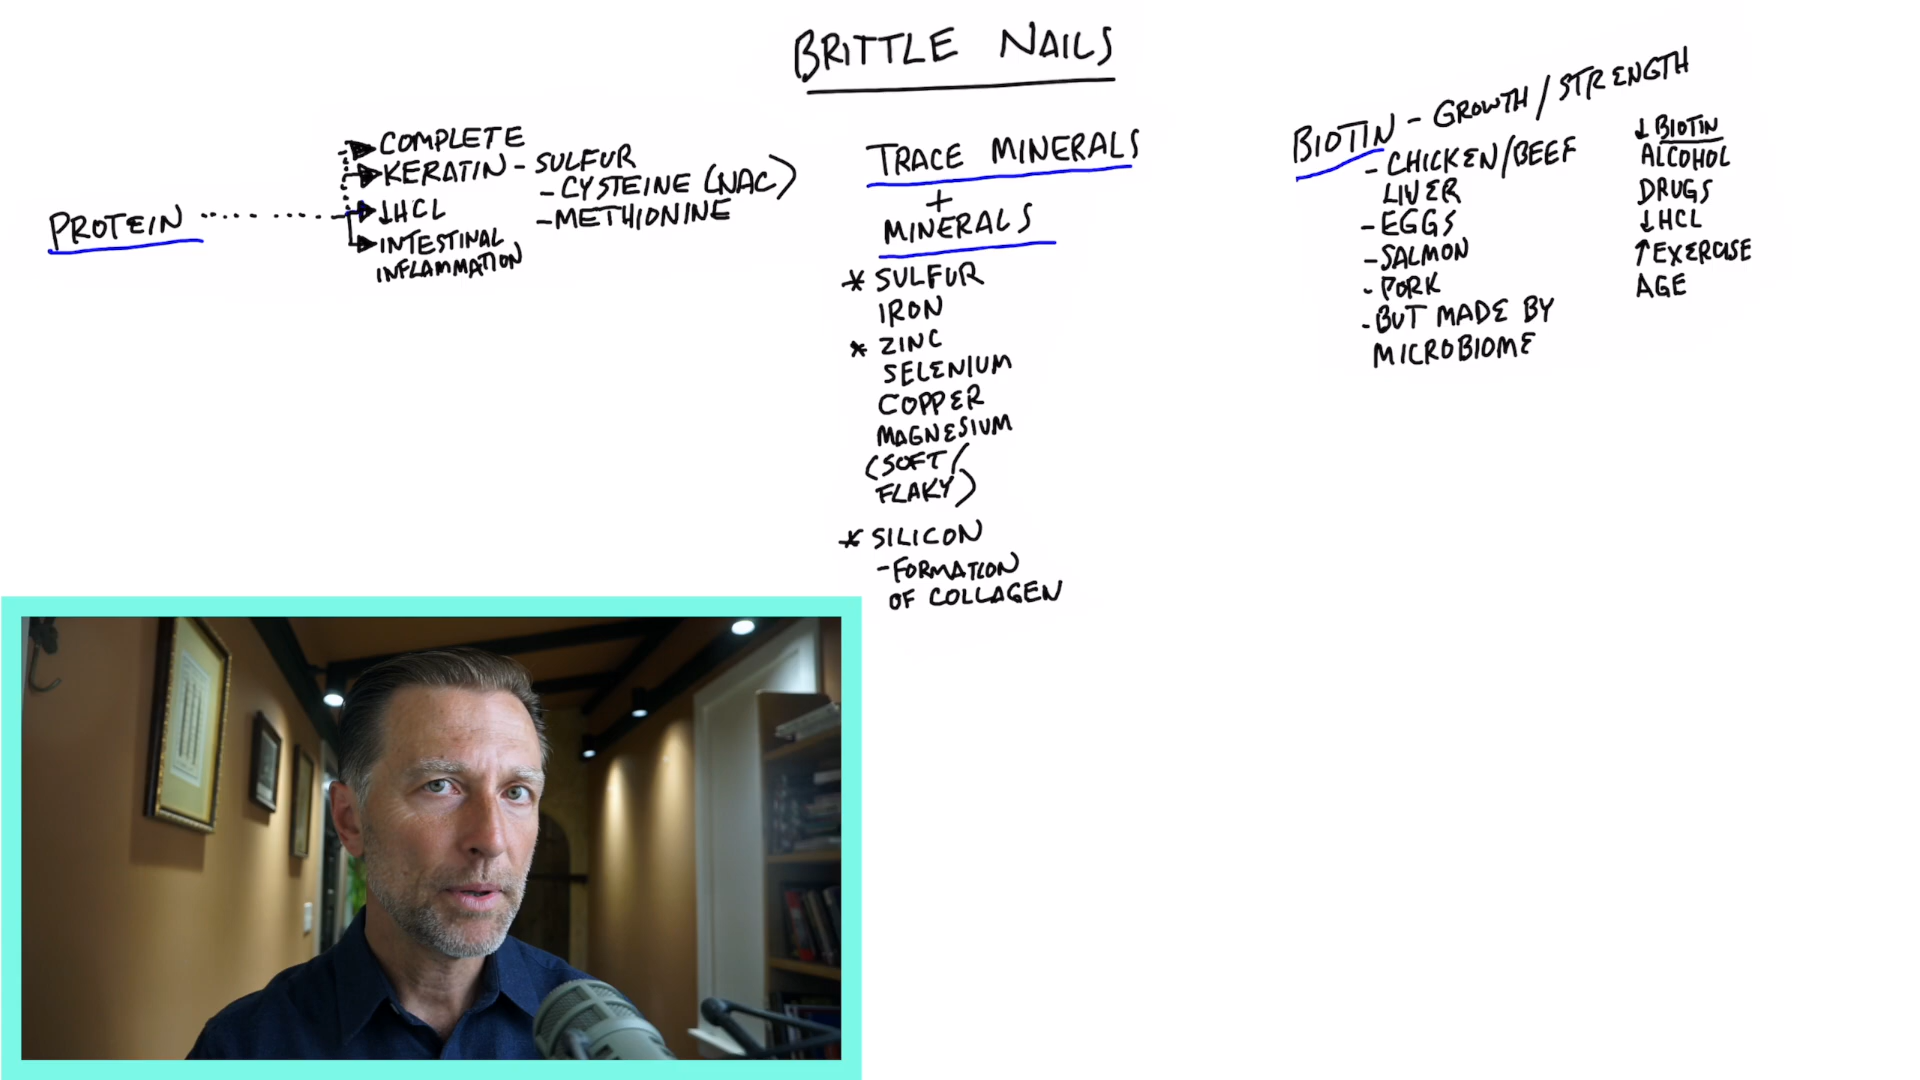 BRITTLE NAILS
PROTEIN
COMPLETE
KERATIN - SULFUR
- CYSTEINE (NAC)
- METHIONINE
↓HCL
INTESTINAL
INFLAMMATION
TRACE MINERALS
+
MINERALS
* SULFUR
IRON
* ZINC
SELENIUM
COPPER
MAGNESIUM
(SOFT/
FLAKY)
* SILICON
- FORMATION
OF COLLAGEN
BIOTIN - GROWTH / STRENGTH
- CHICKEN/BEEF
LIVER
- EGGS
- SALMON
- PORK
- BUT MADE BY
MICROBIOME
↓ BIOTIN
ALCOHOL
DRUGS
↓HCL
↑EXERCISE
AGE